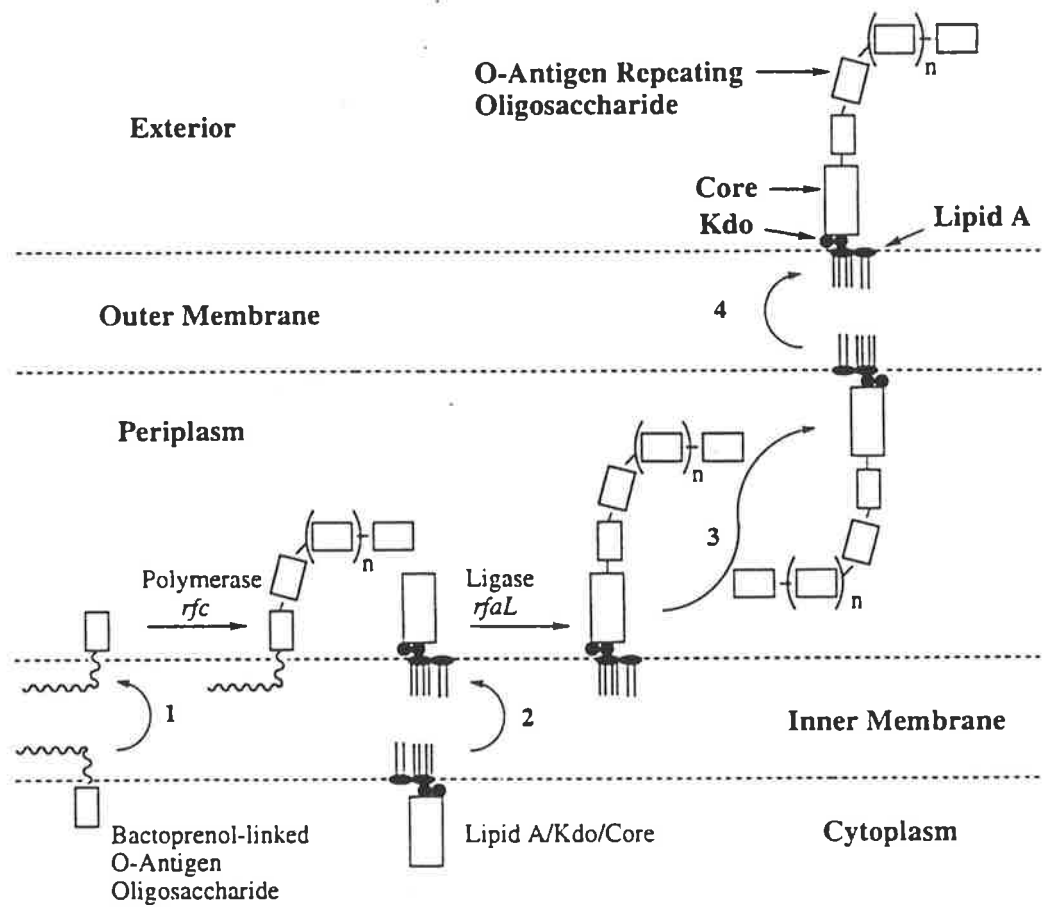 n
O-Antigen Repeating
Oligosaccharide
Exterior
Core
Kdo
Lipid A
Outer Membrane
4
Periplasm
n
3
n
Polymerase
rfc
Ligase
rfaL
n
1
2
Inner Membrane
Bactoprenol-linked
O-Antigen
Oligosaccharide
Lipid A/Kdo/Core
Cytoplasm